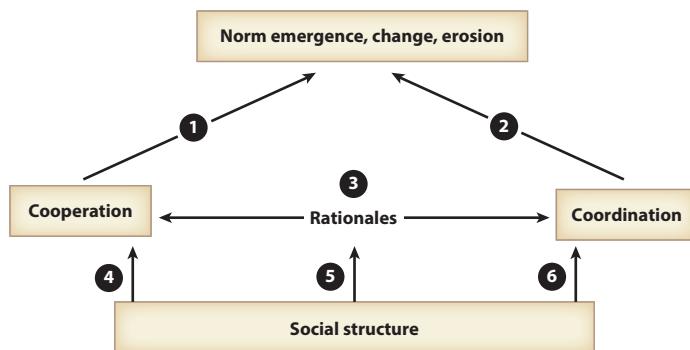 Norm emergence, change, erosion
1
2
3
Cooperation
Rationales
Coordination
4
5
6
Social structure